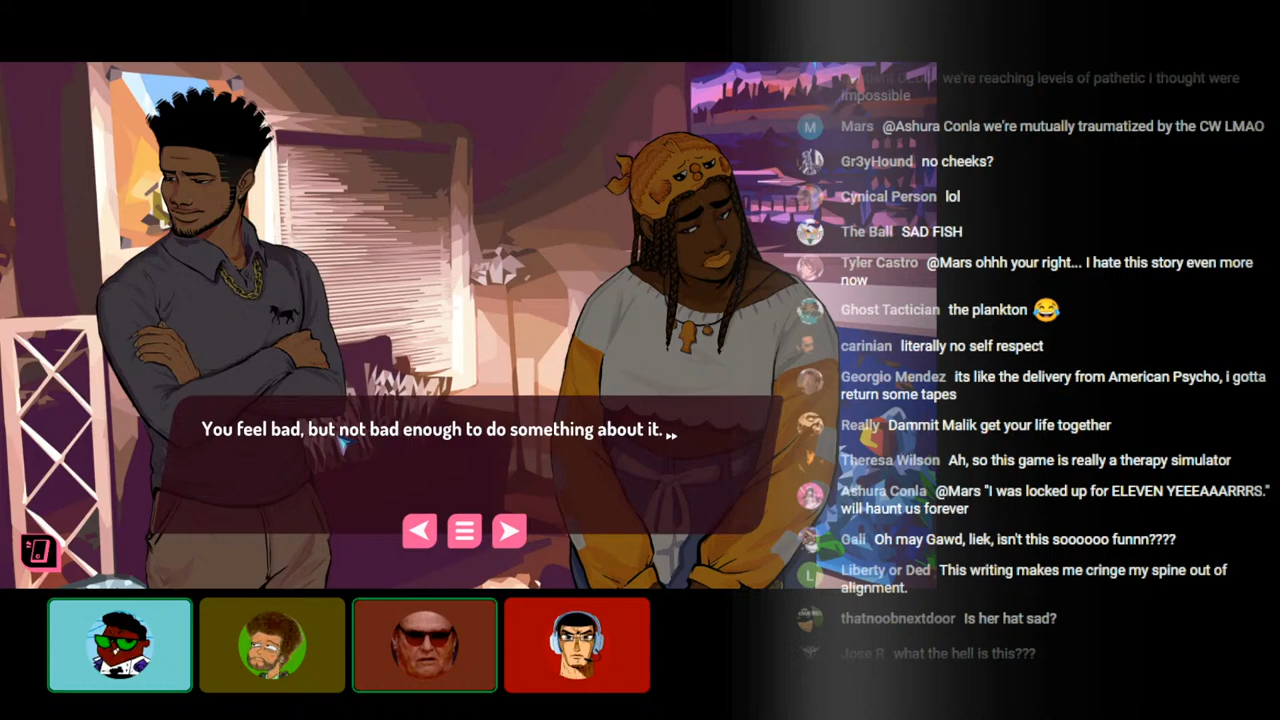 You feel bad, but not bad enough to do something about it.
we're reaching levels of pathetic i thought were
impossible
M Mars @Ashura Conla we're mutually traumatized by the CW LMAO
Gr3yHound no cheeks?
Cynical Person lol
The Ball SAD FISH
Tyler Castro @Mars ohhh your right... I hate this story even more
now
Ghost Tactician the plankton 😂
carinian literally no self respect
Georgio Mendez its like the delivery from American Psycho, i gotta
return some tapes
Really Dammit Malik get your life together
Theresa Wilson Ah, so this game is really a therapy simulator
Ashura Conla @Mars "I was locked up for ELEVEN YEEEAAARRRS."
will haunt us forever
Gali Oh may Gawd, liek, isn't this soooooo funnn????
L Liberty or Ded This writing makes me cringe my spine out of
alignment.
thatnoobnextdoor Is her hat sad?
Jose R what the hell is this???